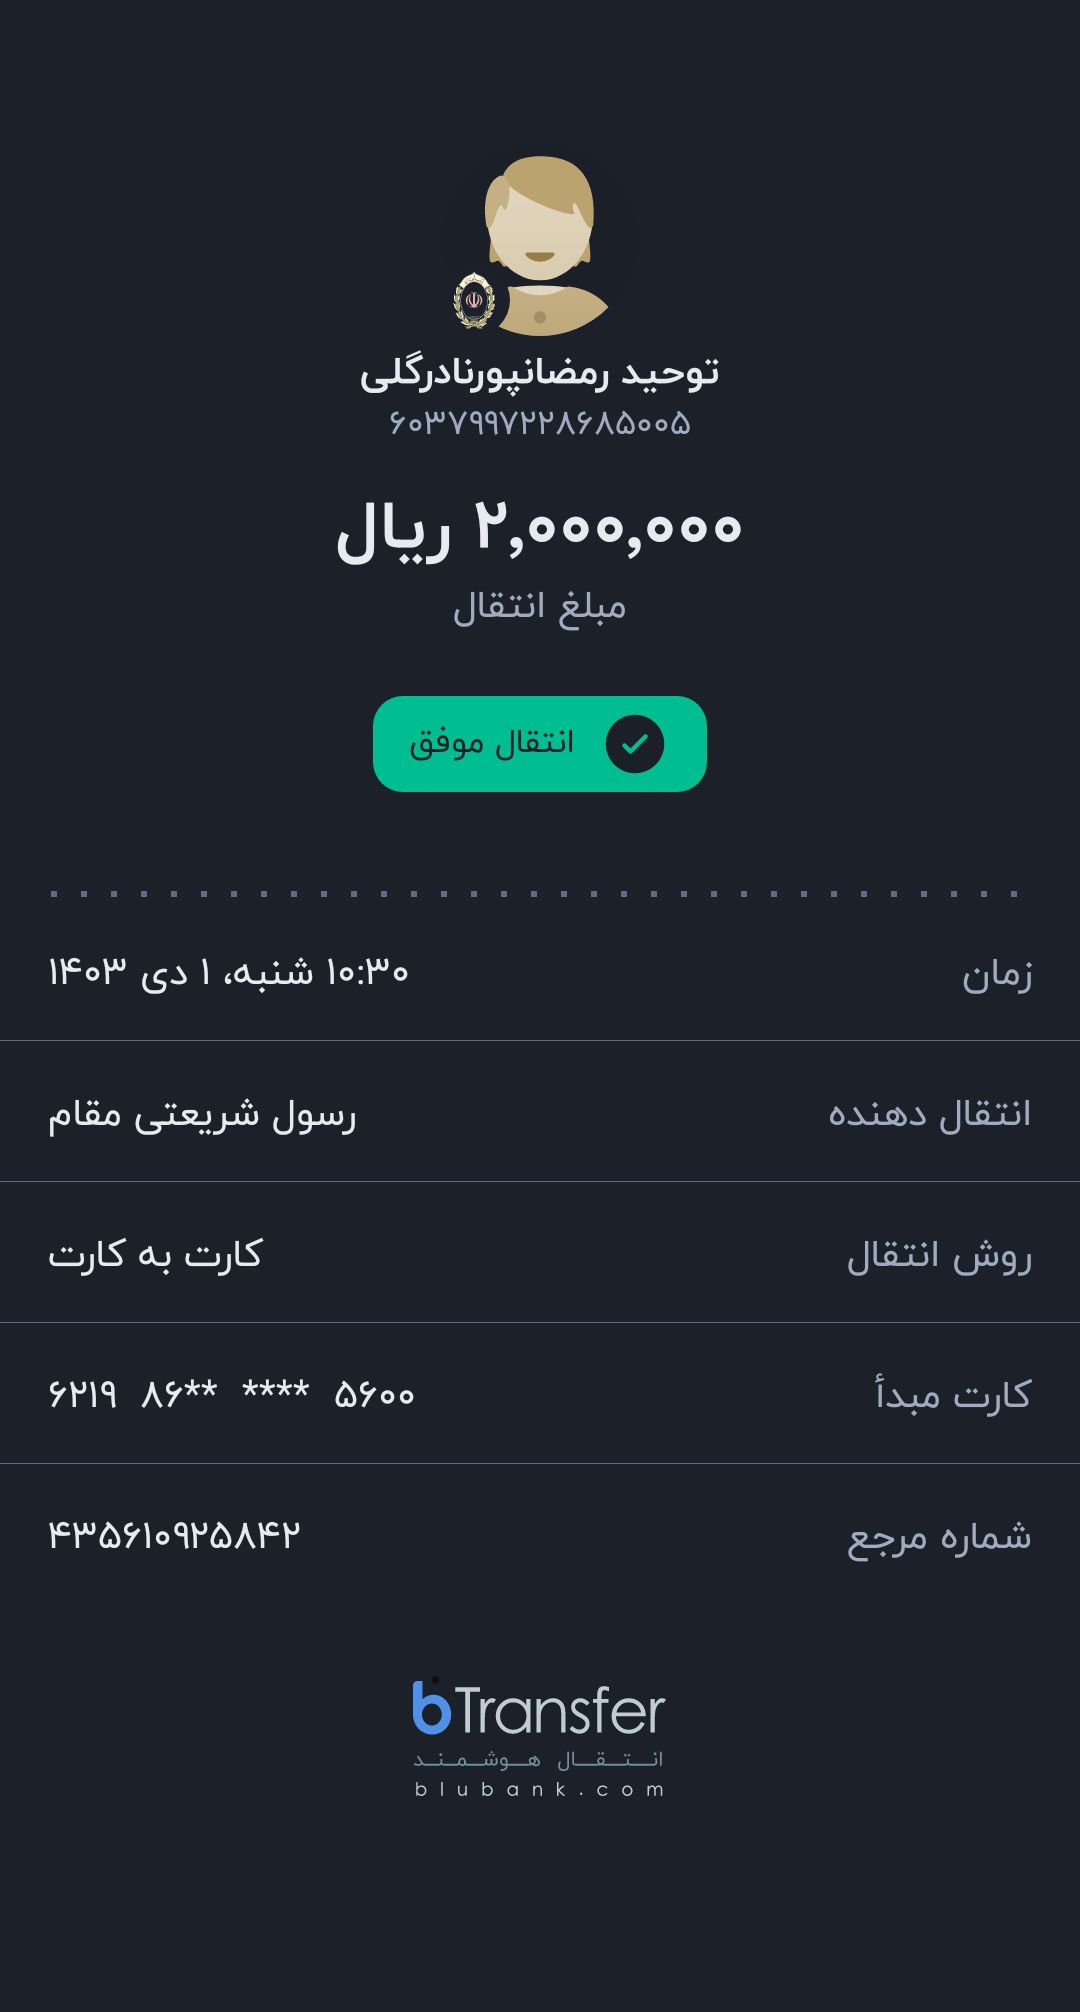 توحید رمضانپورنادرگلی
۶۰۳۷۹۹۷۲۲۸۶۸۵۰۰۵
۲,۰۰۰,۰۰۰ ریال
مبلغ انتقال
انتقال موفق
زمان ۱۰:۳۰ شنبه، ۱ دی ۱۴۰۳
انتقال دهنده رسول شریعتی مقام
روش انتقال کارت به کارت
کارت مبدأ ۶۲۱۹ ۸۶** **** ۵۶۰۰
شماره مرجع ۴۳۵۶۱۰۹۲۵۸۴۲
bTransfer
انـتـقـال هـوشـمـنـد
blubank.com